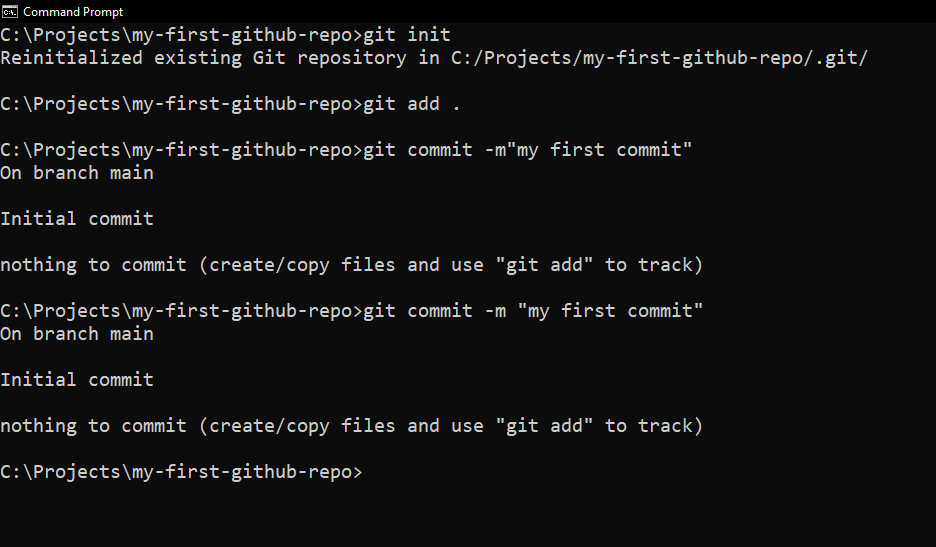 Command Prompt
C:\Projects\my-first-github-repo>git init
Reinitialized existing Git repository in C:/Projects/my-first-github-repo/.git/
C:\Projects\my-first-github-repo>git add .
C:\Projects\my-first-github-repo>git commit -m"my first commit"
On branch main
Initial commit
nothing to commit (create/copy files and use "git add" to track)
C:\Projects\my-first-github-repo>git commit -m "my first commit"
On branch main
Initial commit
nothing to commit (create/copy files and use "git add" to track)
C:\Projects\my-first-github-repo>